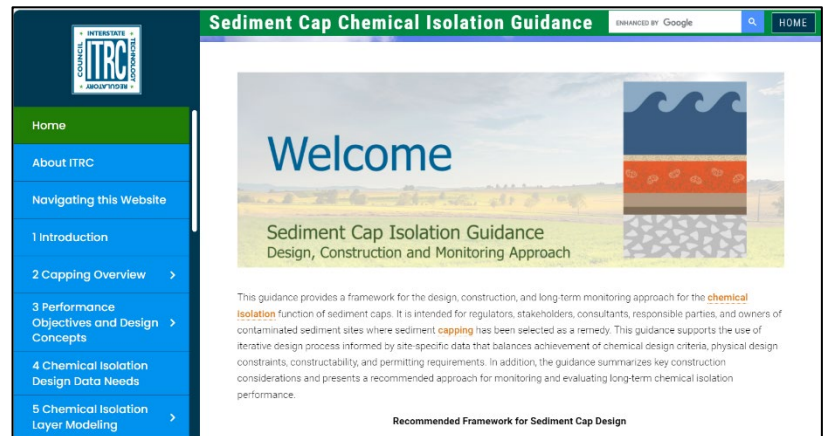 Sediment Cap Chemical Isolation Guidance
ENHANCED BY Google
HOME
INTERSTATE
COUNCIL
ITRC
TECHNOLOGY
REGULATORY
Home
About ITRC
Navigating this Website
1 Introduction
2 Capping Overview >
3 Performance
Objectives and Design >
Concepts
4 Chemical Isolation
Design Data Needs
5 Chemical Isolation >
Layer Modeling
Welcome
Sediment Cap Isolation Guidance
Design, Construction and Monitoring Approach
This guidance provides a framework for the design, construction, and long-term monitoring approach for the chemical
isolation function of sediment caps. It is intended for regulators, stakeholders, consultants, responsible parties, and owners of
contaminated sediment sites where sediment capping has been selected as a remedy. This guidance supports the use of
iterative design process informed by site-specific data that balances achievement of chemical design criteria, physical design
constraints, constructability, and permitting requirements. In addition, the guidance summarizes key construction
considerations and presents a recommended approach for monitoring and evaluating long-term chemical isolation
performance.
Recommended Framework for Sediment Cap Design